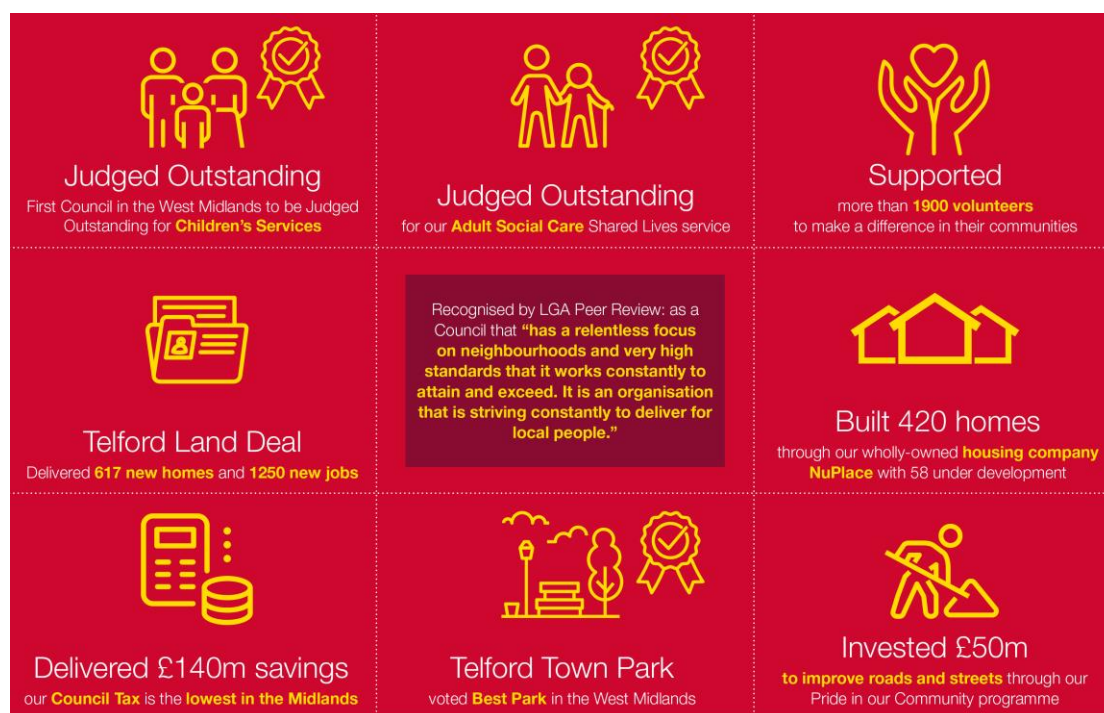 Judged Outstanding
First Council in the West Midlands to be Judged
Outstanding for Children's Services
Judged Outstanding
for our Adult Social Care Shared Lives service
Supported
more than 1900 volunteers
to make a difference in their communities
Telford Land Deal
Delivered 617 new homes and 1250 new jobs
Recognised by LGA Peer Review: as a
Council that “has a relentless focus
on neighbourhoods and very high
standards that it works constantly to
attain and exceed. It is an organisation
that is striving constantly to deliver for
local people.”
Built 420 homes
through our wholly-owned housing company
NuPlace with 58 under development
Delivered £140m savings
our Council Tax is the lowest in the Midlands
Telford Town Park
voted Best Park in the West Midlands
Invested £50m
to improve roads and streets through our
Pride in our Community programme